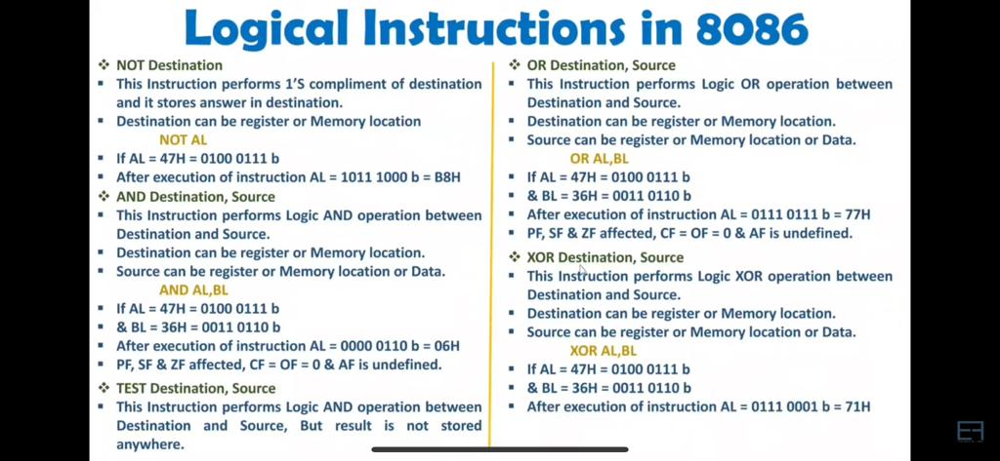 Logical Instructions in 8086
❖ NOT Destination
▪ This Instruction performs 1'S compliment of destination
and it stores answer in destination.
▪ Destination can be register or Memory location
NOT AL
▪ If AL = 47H = 0100 0111 b
▪ After execution of instruction AL = 1011 1000 b = B8H
❖ AND Destination, Source
▪ This Instruction performs Logic AND operation between
Destination and Source.
▪ Destination can be register or Memory location.
▪ Source can be register or Memory location or Data.
AND AL,BL
▪ If AL = 47H = 0100 0111 b
▪ & BL = 36H = 0011 0110 b
▪ After execution of instruction AL = 0000 0110 b = 06H
▪ PF, SF & ZF affected, CF = OF = 0 & AF is undefined.
❖ TEST Destination, Source
▪ This Instruction performs Logic AND operation between
Destination and Source, But result is not stored
anywhere.
❖ OR Destination, Source
▪ This Instruction performs Logic OR operation between
Destination and Source.
▪ Destination can be register or Memory location.
▪ Source can be register or Memory location or Data.
OR AL,BL
▪ If AL = 47H = 0100 0111 b
▪ & BL = 36H = 0011 0110 b
▪ After execution of instruction AL = 0111 0111 b = 77H
▪ PF, SF & ZF affected, CF = OF = 0 & AF is undefined.
❖ XOR Destination, Source
▪ This Instruction performs Logic XOR operation between
Destination and Source.
▪ Destination can be register or Memory location.
▪ Source can be register or Memory location or Data.
XOR AL,BL
▪ If AL = 47H = 0100 0111 b
▪ & BL = 36H = 0011 0110 b
▪ After execution of instruction AL = 0111 0001 b = 71H